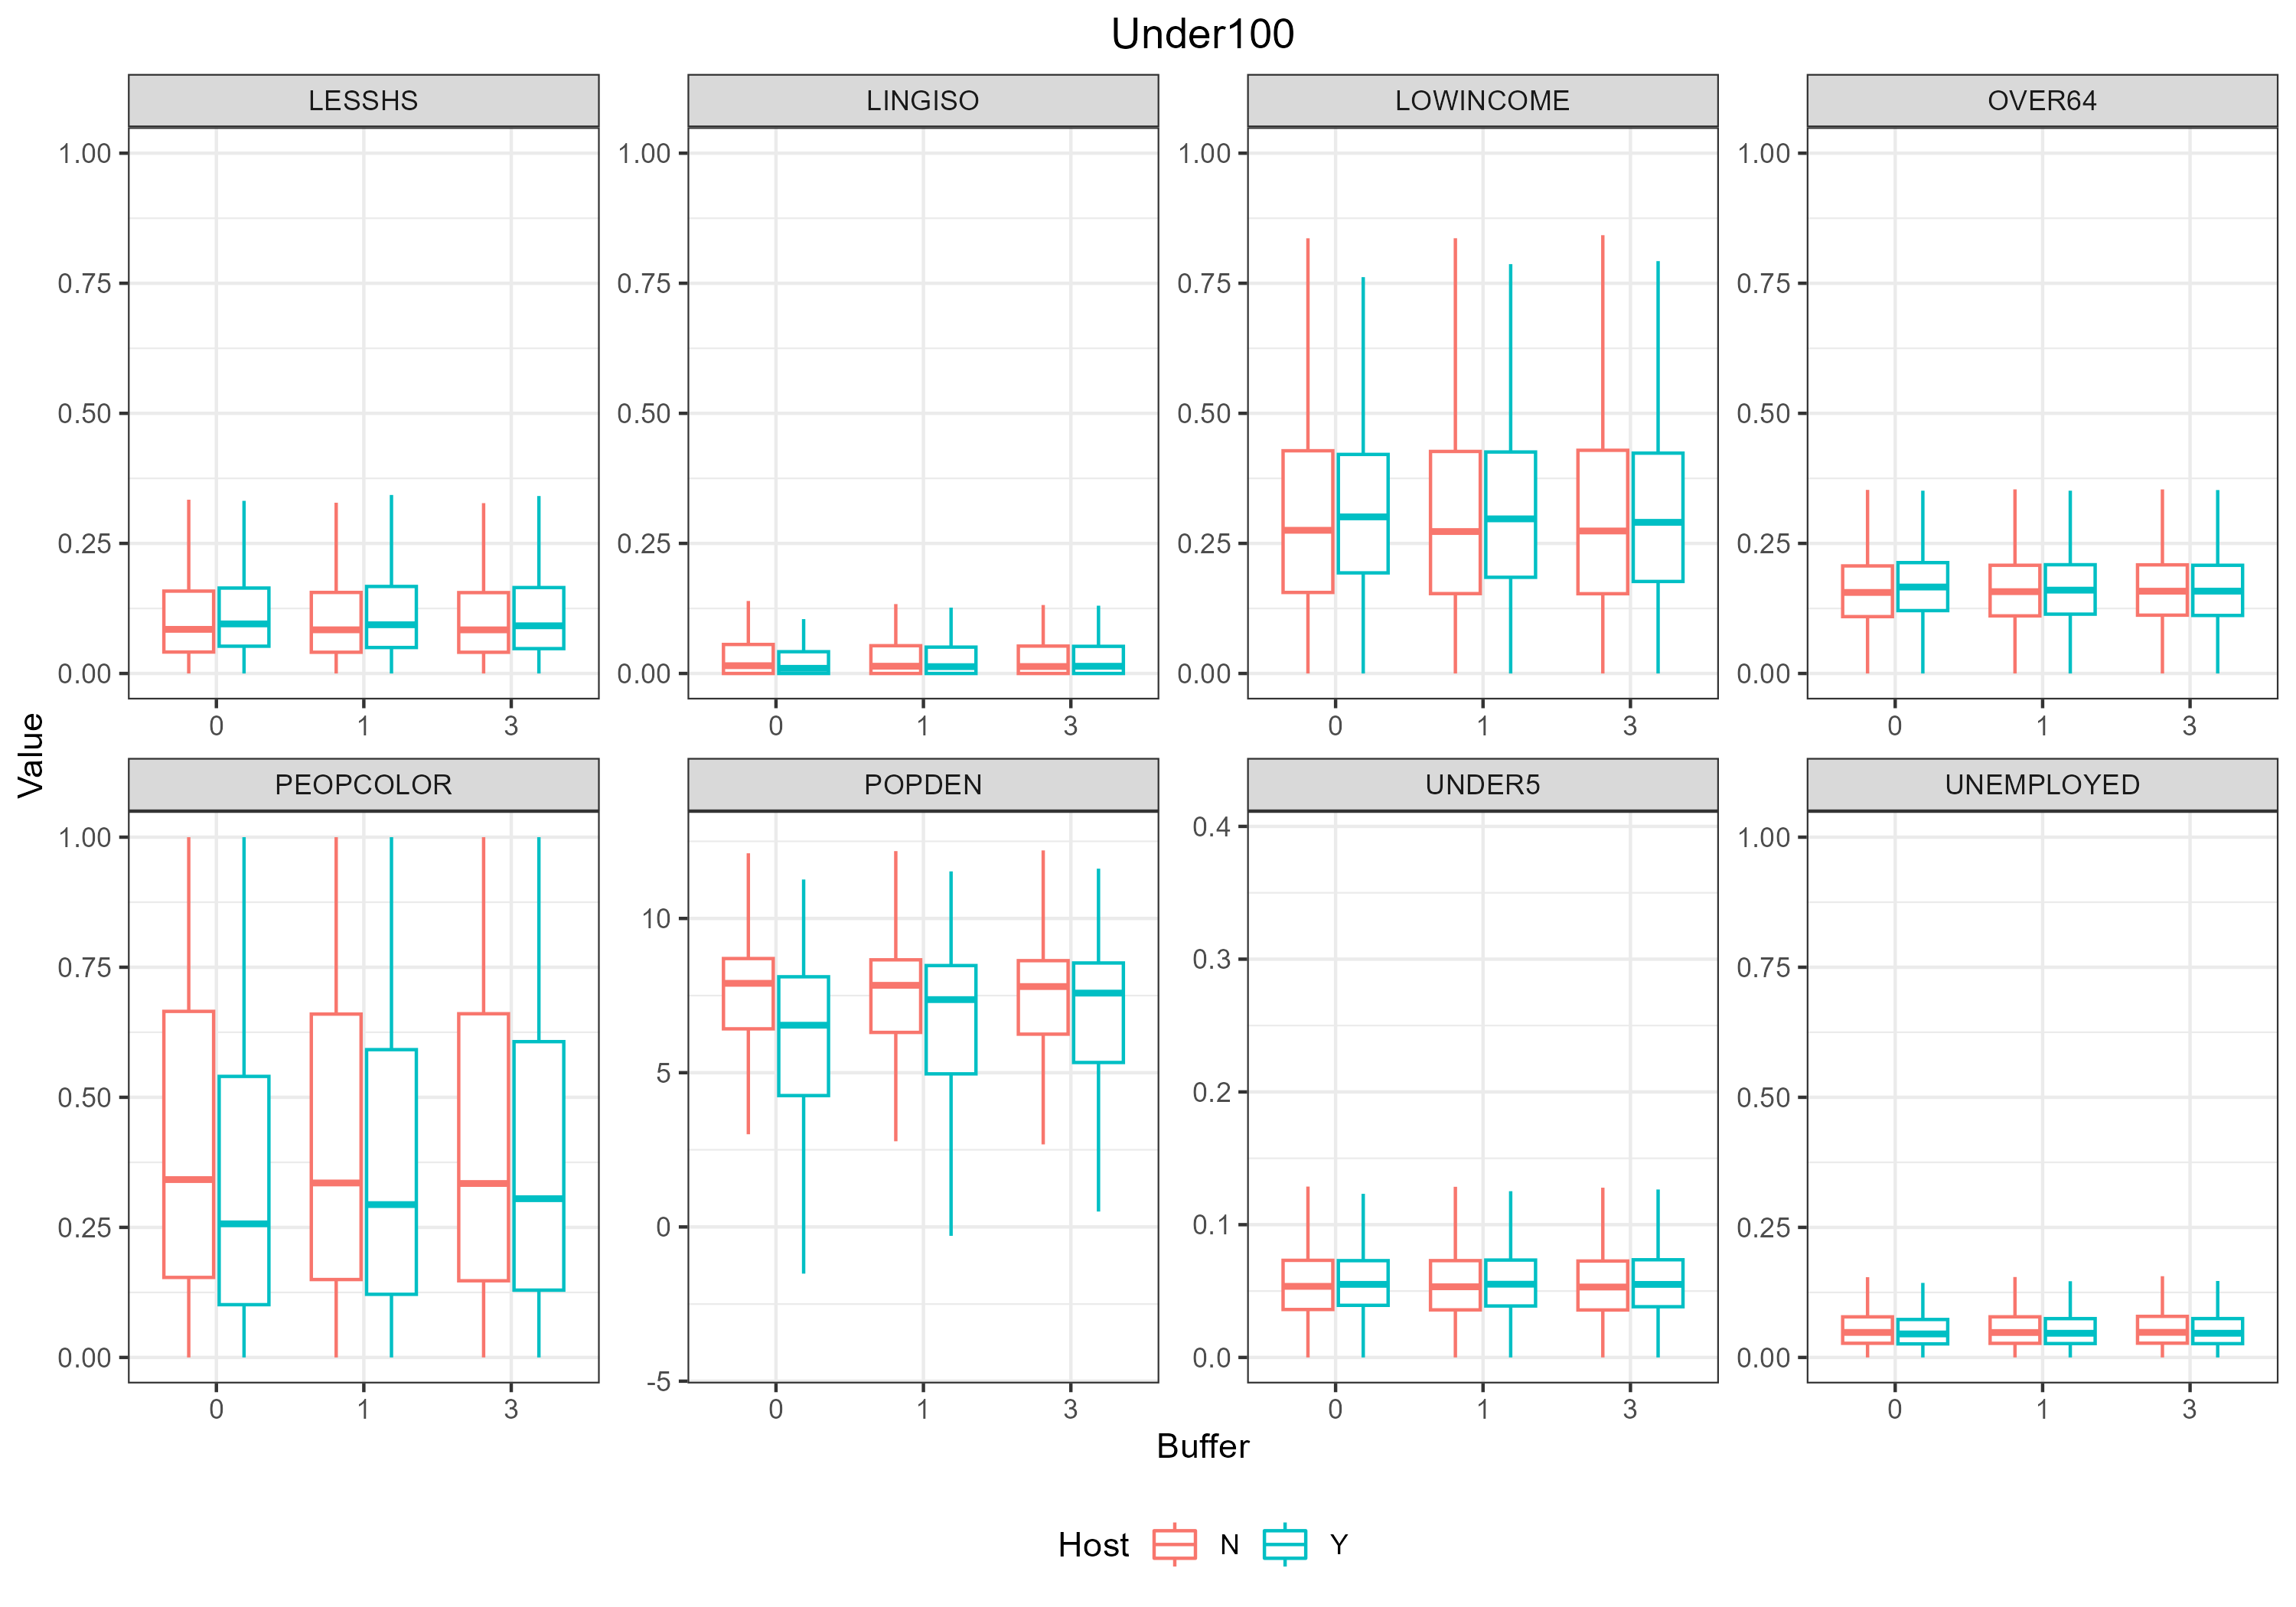 Under100
LESSHS LINGISO LOWINCOME OVER64
1.00 1.00 1.00 1.00
0.75 0.75 0.75 0.75
0.50 0.50 0.50 0.50
0.25 0.25 0.25 0.25
0.00 0.00 0.00 0.00
0 1 3 0 1 3 0 1 3 0 1 3
Value
PEOPCOLOR POPDEN UNDER5 UNEMPLOYED
1.00 10 0.4 1.00
0.75 5 0.3 0.75
0.50 0 0.2 0.50
0.25 -5 0.1 0.25
0.00 0.0 0.00
0 1 3 0 1 3 0 1 3 0 1 3
Buffer
Host N Y